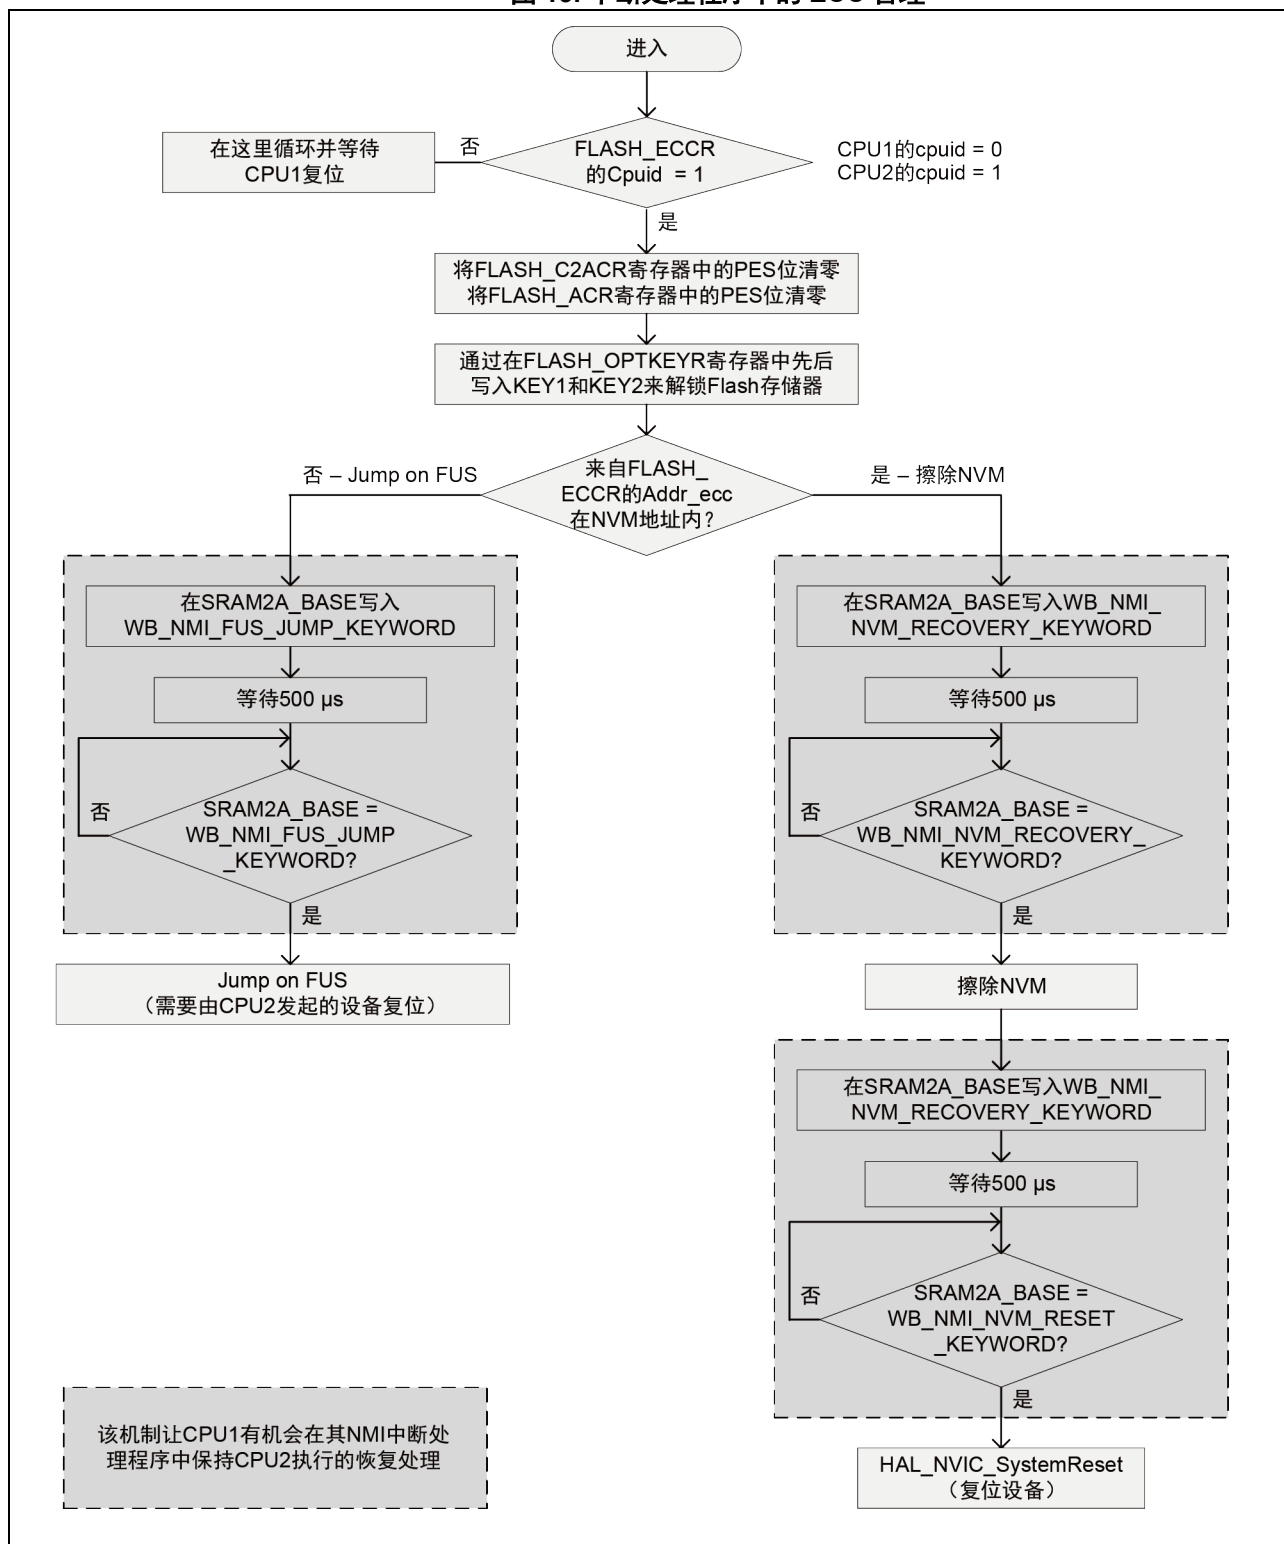 进入
FLASH_ECCR
的Cpuid = 1
否
在这里循环并等待
CPU1复位
CPU1的cpuid = 0
CPU2的cpuid = 1
是
将FLASH_C2ACR寄存器中的PES位清零
将FLASH_ACR寄存器中的PES位清零
通过在FLASH_OPTKEYR寄存器中先后
写入KEY1和KEY2来解锁Flash存储器
来自FLASH_
ECCR的Addr_ecc
在NVM地址内？
否 – Jump on FUS
是 – 擦除NVM
在SRAM2A_BASE写入
WB_NMI_FUS_JUMP_KEYWORD
等待500 µs
否
SRAM2A_BASE =
WB_NMI_FUS_JUMP
_KEYWORD?
是
Jump on FUS
（需要由CPU2发起的设备复位）
在SRAM2A_BASE写入WB_NMI_
NVM_RECOVERY_KEYWORD
等待500 µs
否
SRAM2A_BASE =
WB_NMI_NVM_RECOVERY_
KEYWORD?
是
擦除NVM
在SRAM2A_BASE写入WB_NMI_
NVM_RECOVERY_KEYWORD
等待500 µs
否
SRAM2A_BASE =
WB_NMI_NVM_RESET
_KEYWORD?
是
HAL_NVIC_SystemReset
（复位设备）
该机制让CPU1有机会在其NMI中断处
理程序中保持CPU2执行的恢复处理